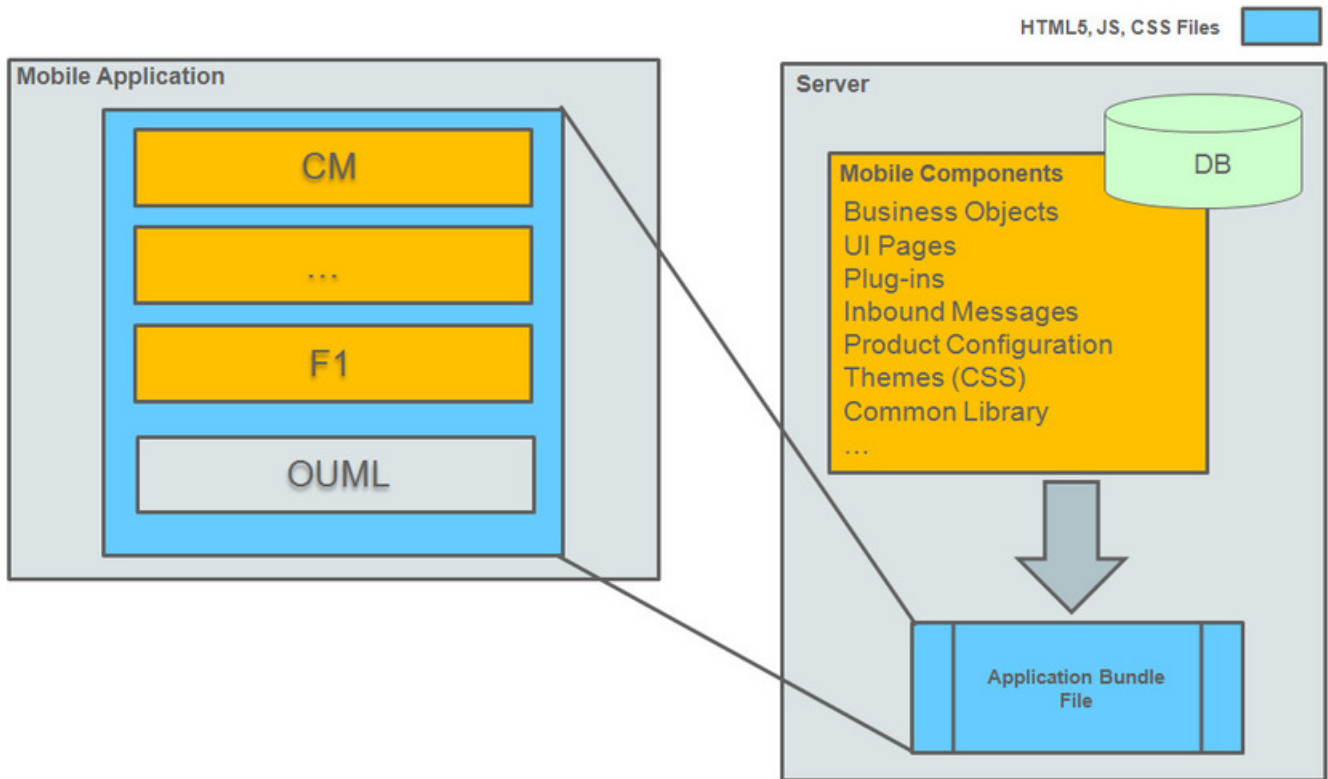 HTML5, JS, CSS Files
Mobile Application
CM
...
F1
OUML
Server
DB
Mobile Components
Business Objects
UI Pages
Plug-ins
Inbound Messages
Product Configuration
Themes (CSS)
Common Library
...
Application Bundle
File